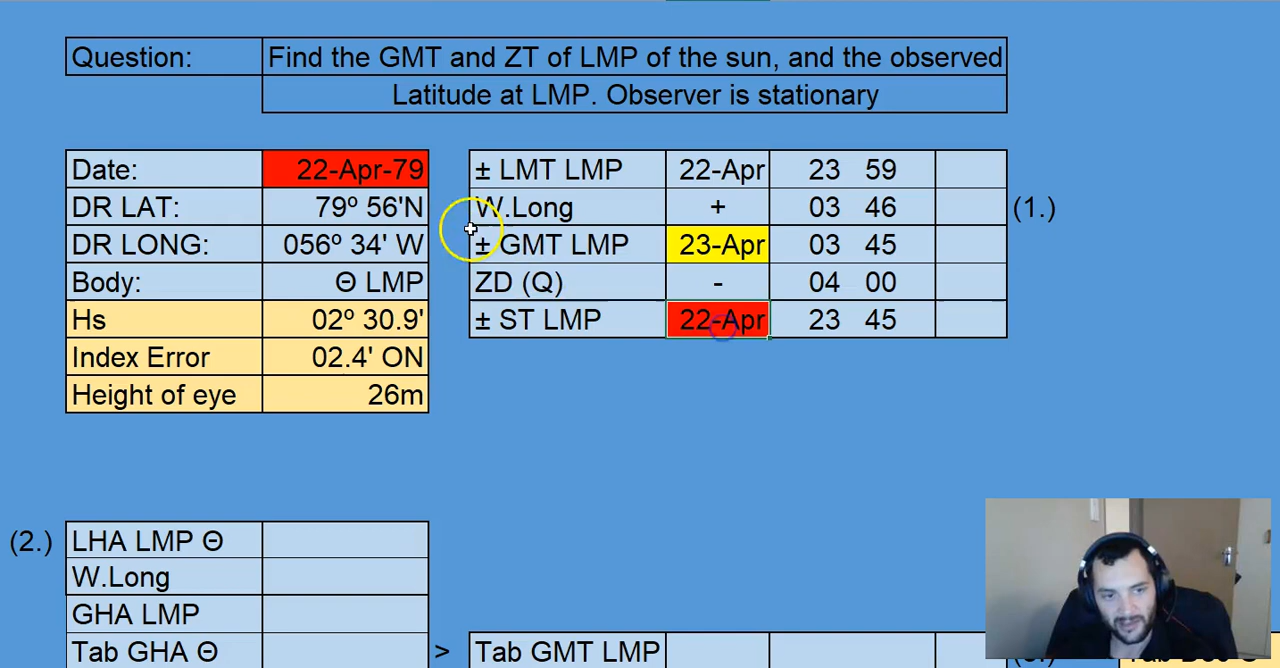 Question: Find the GMT and ZT of LMP of the sun, and the observed
Latitude at LMP. Observer is stationary
Date: 22-Apr-79
DR LAT: 79º 56'N
DR LONG: 056º 34' W
Body: Θ LMP
Hs 02º 30.9'
Index Error 02.4' ON
Height of eye 26m
± LMT LMP 22-Apr 23 59
W.Long + 03 46 (1.)
± GMT LMP 23-Apr 03 45
ZD (Q) - 04 00
± ST LMP 22-Apr 23 45
(2.) LHA LMP Θ
W.Long
GHA LMP
Tab GHA Θ > Tab GMT LMP